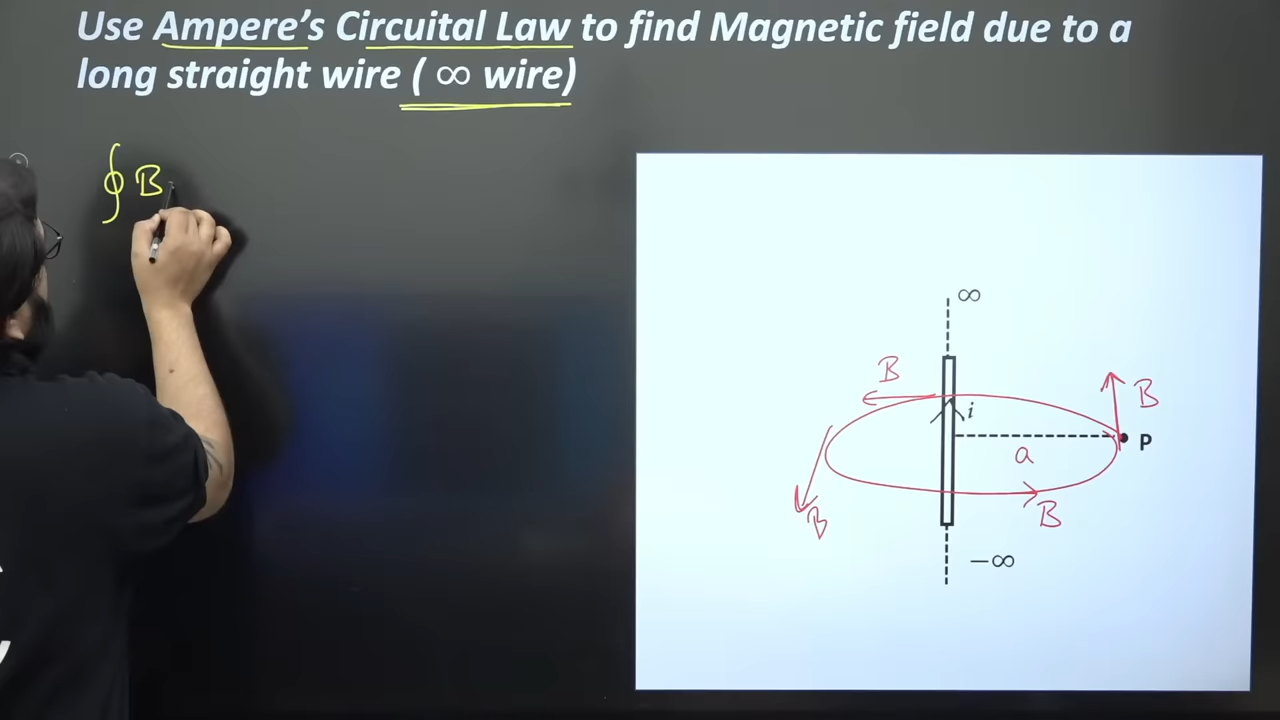 Use Ampere's Circuital Law to find Magnetic field due to a
long straight wire ( ∞ wire)
∮ B
∞
B
B
i
P
a
B
B
−∞